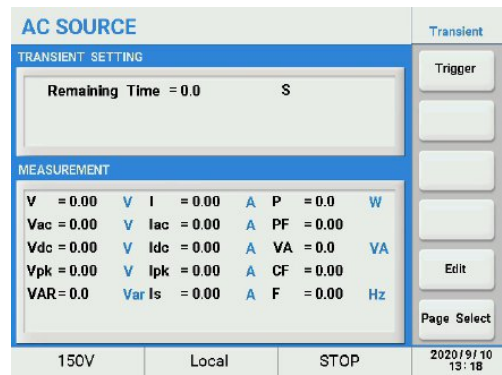 AC SOURCE
Transient
TRANSIENT SETTING
Remaining Time = 0.0 S
Trigger
MEASUREMENT
V = 0.00 V I = 0.00 A P = 0.0 W
Vac = 0.00 V Iac = 0.00 A PF = 0.00
Vdc = 0.00 V Idc = 0.00 A VA = 0.0 VA
Vpk = 0.00 V Ipk = 0.00 A CF = 0.00
VAR= 0.0 Var Is = 0.00 A F = 0.00 Hz
Edit
Page Select
150V Local STOP
2020/9/10
13:18